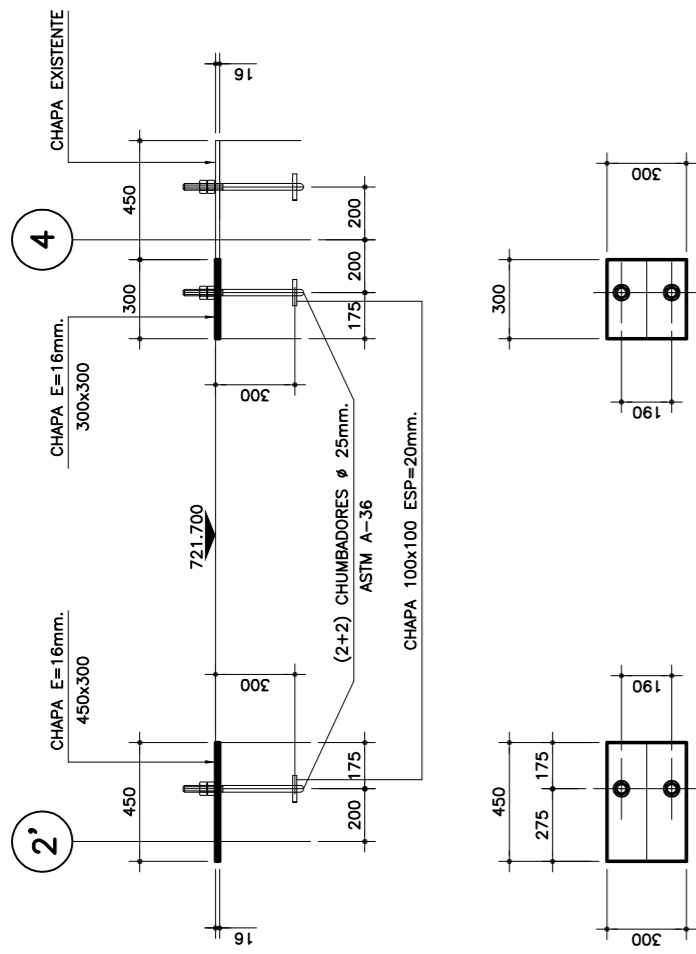 2'
4
CHAPA E=16mm.
450x300
CHAPA E=16mm.
300x300
CHAPA EXISTENTE
450
300
450
16
16
721.700
300
300
200
175
175
200
200
(2+2) CHUMBADORES ø 25mm.
ASTM A-36
CHAPA 100x100 ESP=20mm.
450
275
175
300
190
300
190
300